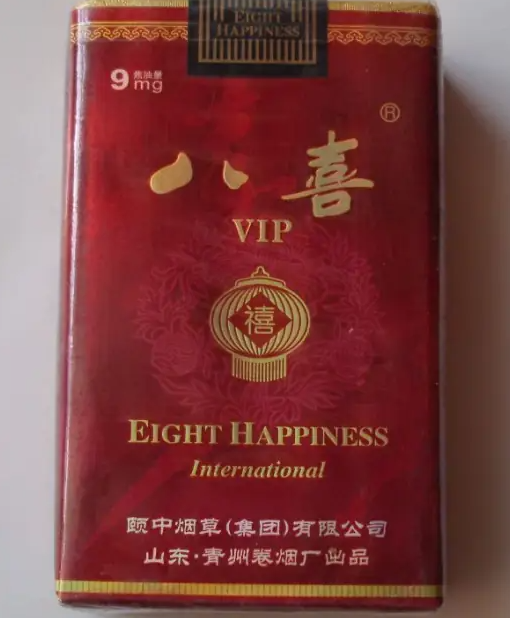 EIGHT
HAPPINESS
9mg
焦油量
®
八喜
VIP
禧
EIGHT HAPPINESS
International
颐中烟草(集团)有限公司
山东·青州卷烟厂出品